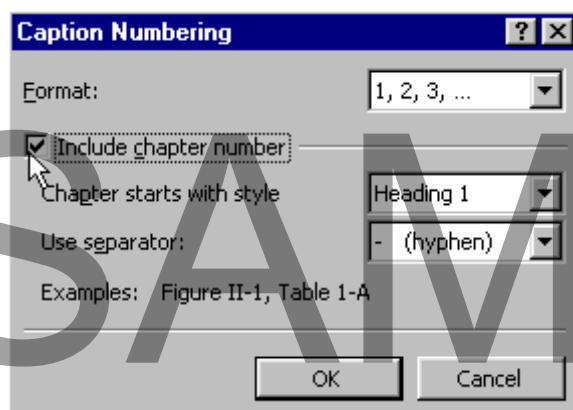 Caption Numbering
Format: 1, 2, 3, ...
Include chapter number
Chapter starts with style Heading 1
Use separator: - (hyphen)
Examples: Figure II-1, Table 1-A
OK Cancel
SAM